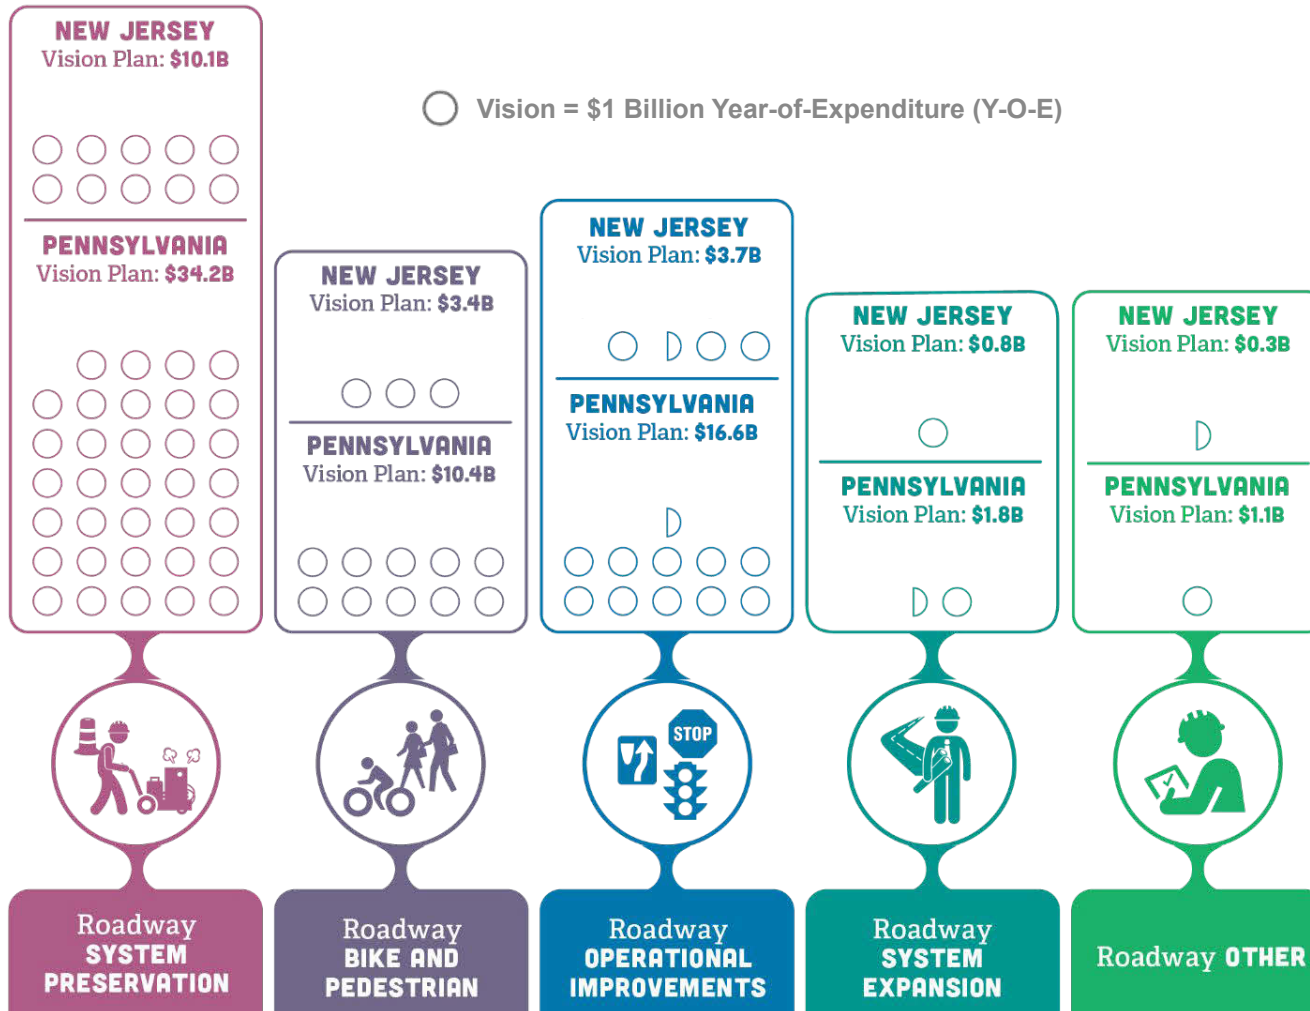 NEW JERSEY
Vision Plan: $10.1B
PENNSYLVANIA
Vision Plan: $34.2B
Vision = $1 Billion Year-of-Expenditure (Y-O-E)
NEW JERSEY
Vision Plan: $3.4B
PENNSYLVANIA
Vision Plan: $10.4B
NEW JERSEY
Vision Plan: $3.7B
PENNSYLVANIA
Vision Plan: $16.6B
NEW JERSEY
Vision Plan: $0.8B
PENNSYLVANIA
Vision Plan: $1.8B
NEW JERSEY
Vision Plan: $0.3B
PENNSYLVANIA
Vision Plan: $1.1B
STOP
Roadway
SYSTEM
PRESERVATION
Roadway
BIKE AND
PEDESTRIAN
Roadway
OPERATIONAL
IMPROVEMENTS
Roadway
SYSTEM
EXPANSION
Roadway OTHER